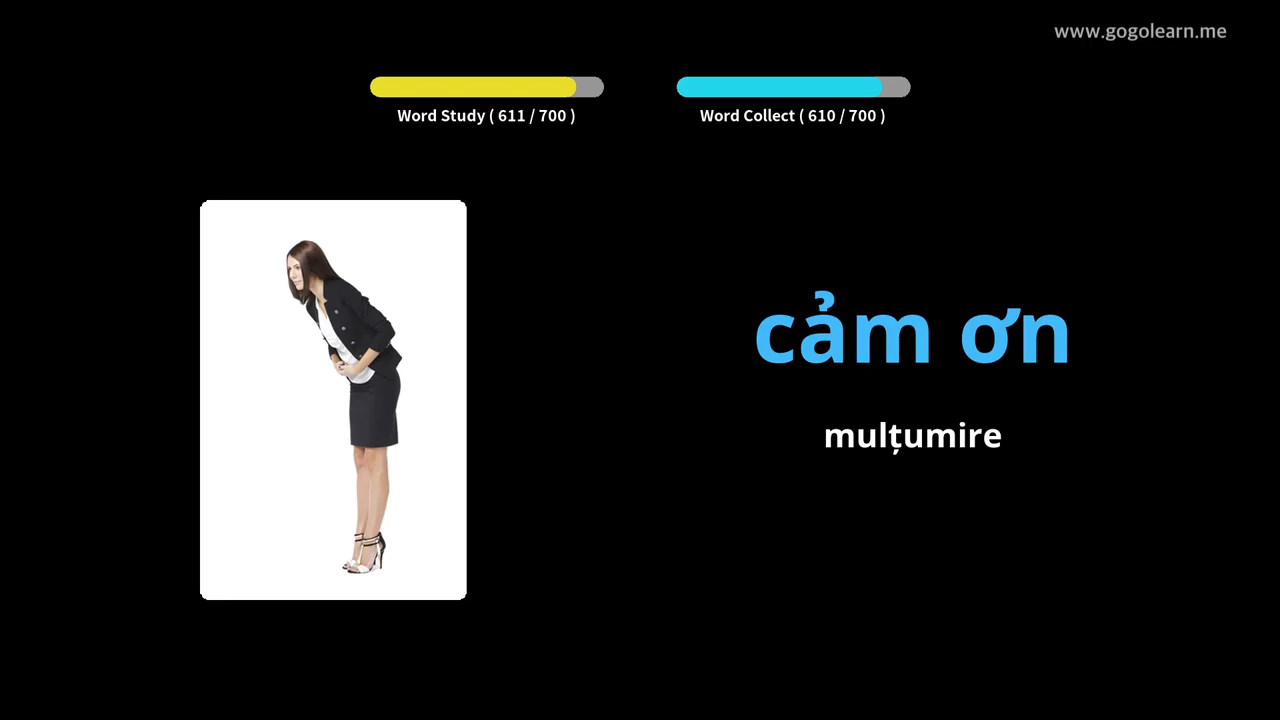 www.gogolearn.me
Word Study ( 611 / 700 )
Word Collect ( 610 / 700 )
cảm ơn
mulțumire